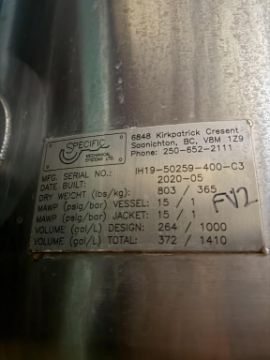 SPECIFIC
MECHANICAL
SYSTEMS LTD.
6848 Kirkpatrick Cresent
Saanichton, BC, V8M 1Z9
Phone: 250-652-2111
MFG. SERIAL NO.: IH19-50259-400-C3
DATE BUILT: 2020-05
DRY WEIGHT (lbs/kg): 803 / 365
MAWP (psig/bar) VESSEL: 15 / 1
MAWP (psig/bar) JACKET: 15 / 1
FV2
VOLUME (gal/L) DESIGN: 264 / 1000
VOLUME (gal/L) TOTAL: 372 / 1410